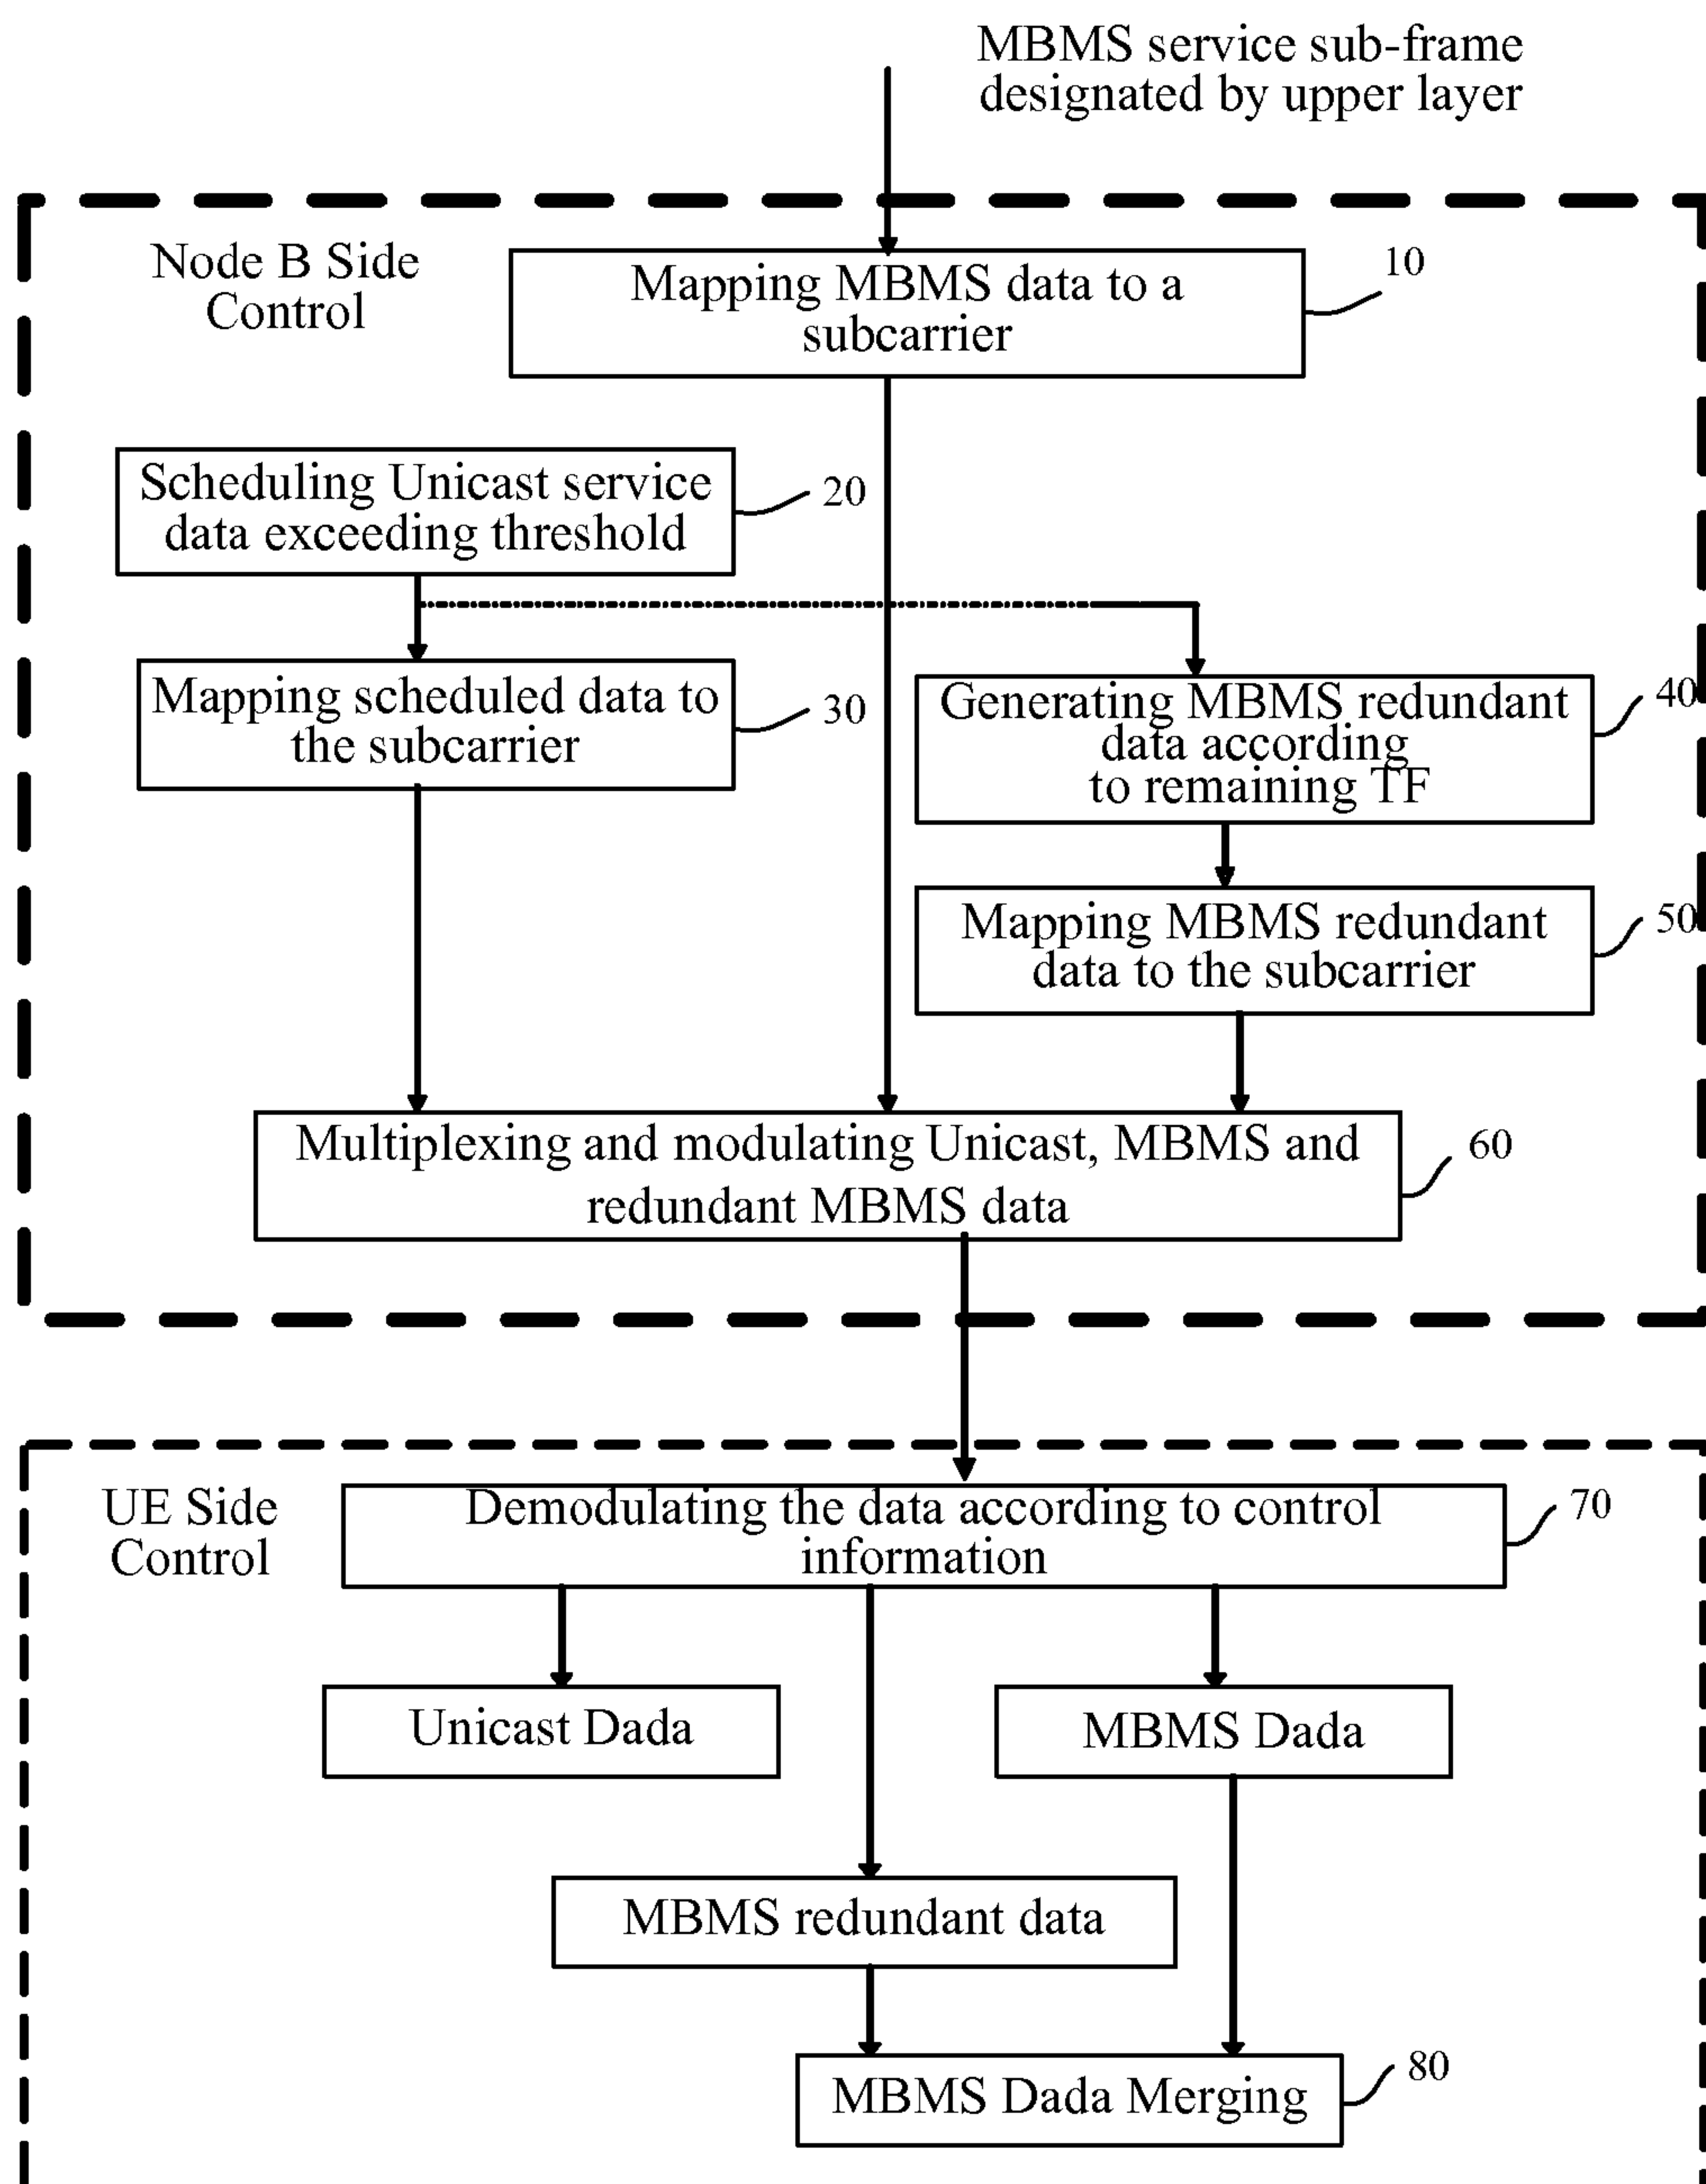 MBMS service sub-frame
designated by upper layer
Node B Side
Control
Mapping MBMS data to a
subcarrier
10
Scheduling Unicast service
data exceeding threshold
20
Mapping scheduled data to
the subcarrier
30
Generating MBMS redundant
data according
to remaining TF
40
Mapping MBMS redundant
data to the subcarrier
50
Multiplexing and modulating Unicast, MBMS and
redundant MBMS data
60
UE Side
Control
Demodulating the data according to control
information
70
Unicast Dada
MBMS Dada
MBMS redundant data
MBMS Dada Merging
80